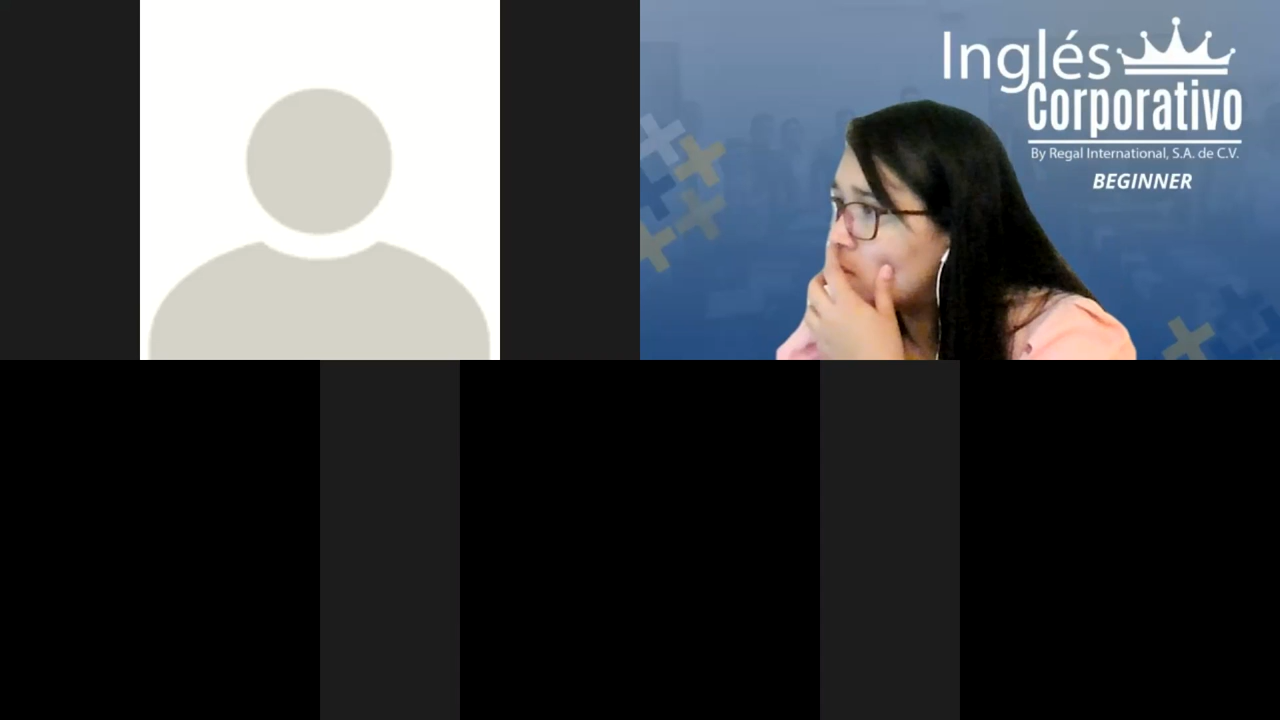 Inglés
Corporativo
By Regal International, S.A. de C.V.
BEGINNER